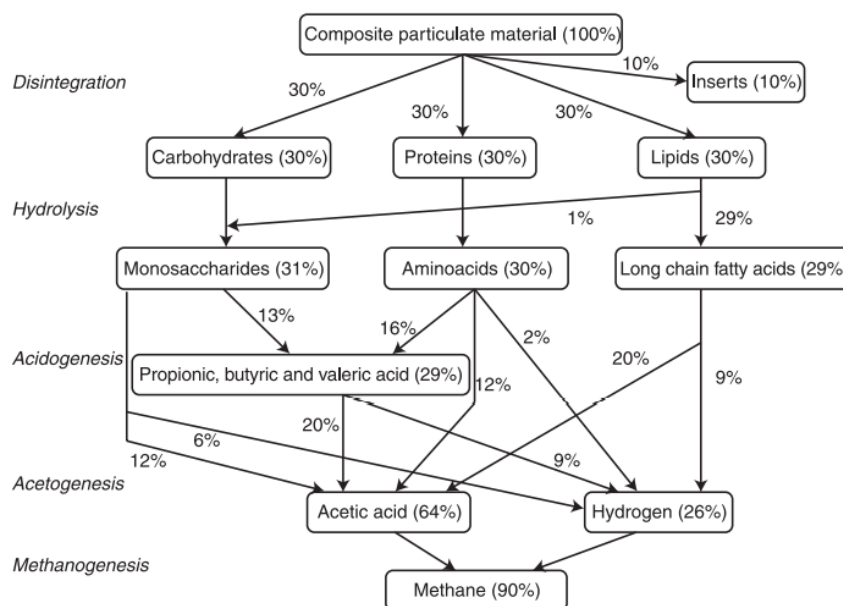 Composite particulate material (100%)
10%
Disintegration
Inserts (10%)
30%
30%
30%
Carbohydrates (30%)
Proteins (30%)
Lipids (30%)
Hydrolysis
1%
29%
Monosaccharides (31%)
Aminoacids (30%)
Long chain fatty acids (29%
13%
16%
2%
Acidogenesis
20%
Propionic, butyric and valeric acid (29%)
12%
9%
20%
6%
12%
9%
Acetogenesis
Acetic acid (64%)
Hydrogen (26%)
Methanogenesis
Methane (90%)